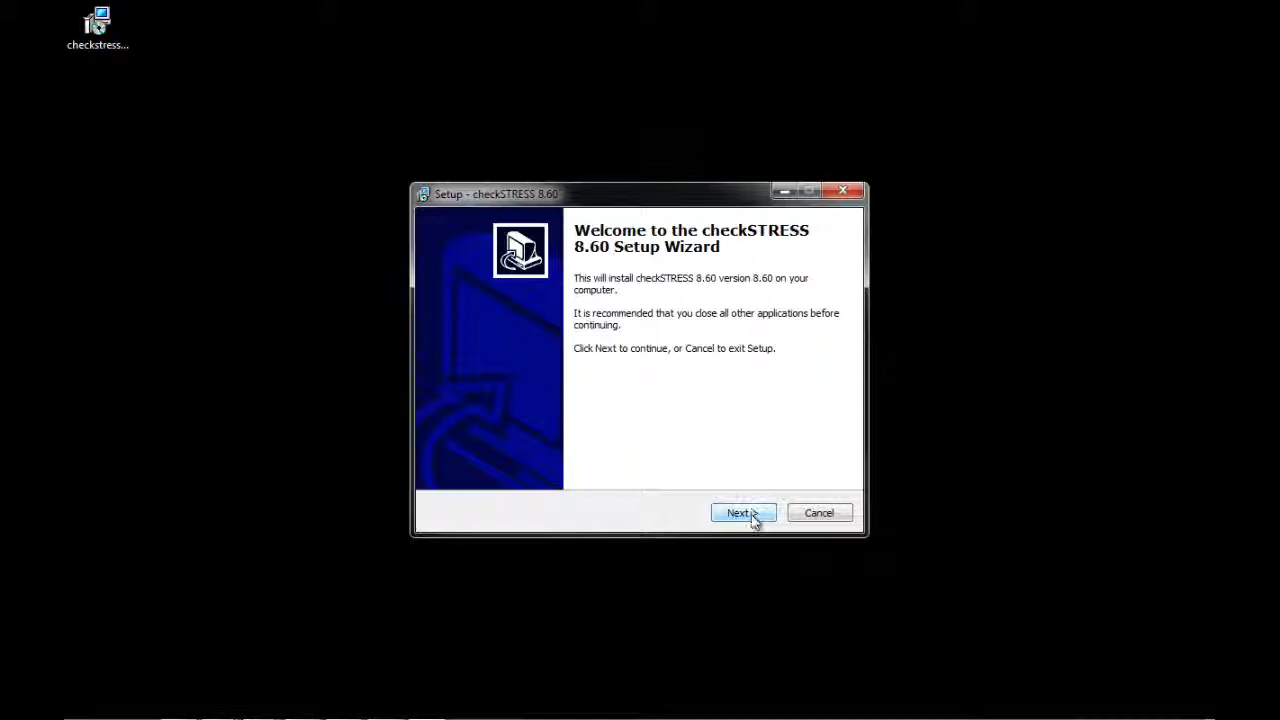 checkstress...
Setup - checkSTRESS 8.60
Welcome to the checkSTRESS
8.60 Setup Wizard
This will install checkSTRESS 8.60 version 8.60 on your
computer.
It is recommended that you close all other applications before
continuing.
Click Next to continue, or Cancel to exit Setup.
Next >
Cancel